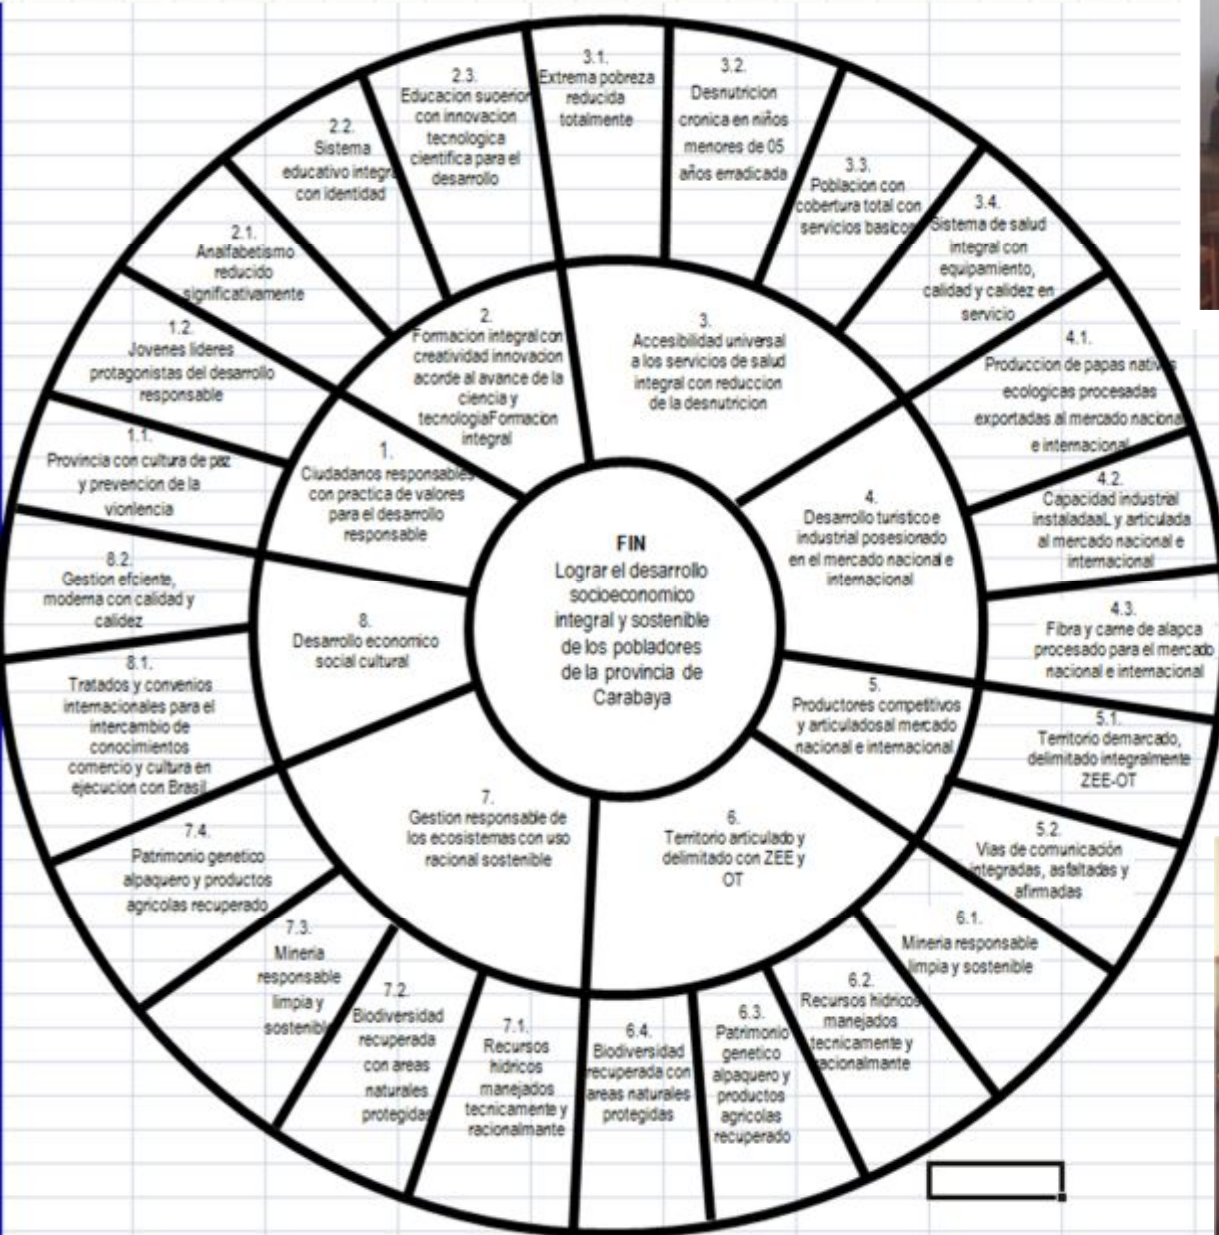 FIN
Lograr el desarrollo
socioeconomico
integral y sostenible
de los pobladores
de la provincia de
Carabaya
1.
Ciudadanos responsables
con practica de valores
para el desarrollo
responsable
2.
Formacion integral con
creatividad innovacion
acorde al avance de la
ciencia y
tecnologiaFormacion
integral
3.
Accesibilidad universal
a los servicios de salud
integral con reduccion
de la desnutricion
4.
Desarrollo turistico e
industrial posesionado
en el mercado nacional e
internacional
5.
Productores competitivos
y articuladosal mercado
nacional e internacional
6.
Territorio articulado y
delimitado con ZEE y
OT
7.
Gestion responsable de
los ecosistemas con uso
racional sostenible
8.
Desarrollo economico
social cultural
1.1.
Provincia con cultura de paz
y prevencion de la
vionlencia
1.2.
Jovenes lideres
protagonistas del desarrollo
responsable
2.1.
Analfabetismo
reducido
significativamente
2.2.
Sistema
educativo integra
con identidad
2.3.
Educacion suoerior
con innovacion
tecnologica
cientifica para el
desarrollo
3.1.
Extrema pobreza
reducida
totalmente
3.2.
Desnutricion
cronica en niños
menores de 05
años erradicada
3.3.
Poblacion con
cobertura total con
servicios basicos
3.4.
Sistema de salud
integral con
equipamiento,
calidad y calidez en
servicio
4.1.
Produccion de papas nativas
ecologicas procesadas
exportadas al mercado nacional
e internacional
4.2.
Capacidad industrial
instaladaaL y articulada
al mercado nacional e
internacional
4.3.
Fibra y carne de alapca
procesado para el mercado
nacional e internacional
5.1.
Territorio demarcado,
delimitado integralmente
ZEE-OT
5.2.
Vias de comunicación
integradas, asfaltadas y
afirmadas
6.1.
Mineria responsable
limpia y sostenible
6.2.
Recursos hidricos
manejados
tecnicamente y
racionalmante
6.3.
Patrimonio
genetico
alpaquero y
productos
agricolas
recuperado
6.4.
Biodiversidad
recuperada con
areas naturales
protegidas
7.1.
Recursos
hidricos
manejados
tecnicamente y
racionalmante
7.2.
Biodiversidad
recuperada
con areas
naturales
protegidas
7.3.
Mineria
responsable
limpia y
sostenible
7.4.
Patrimonio genetico
alpaquero y productos
agricolas recuperado
8.1.
Tratados y convenios
internacionales para el
intercambio de
conocimientos
comercio y cultura en
ejecucion con Brasil
8.2.
Gestion efciente,
moderna con calidad y
calidez